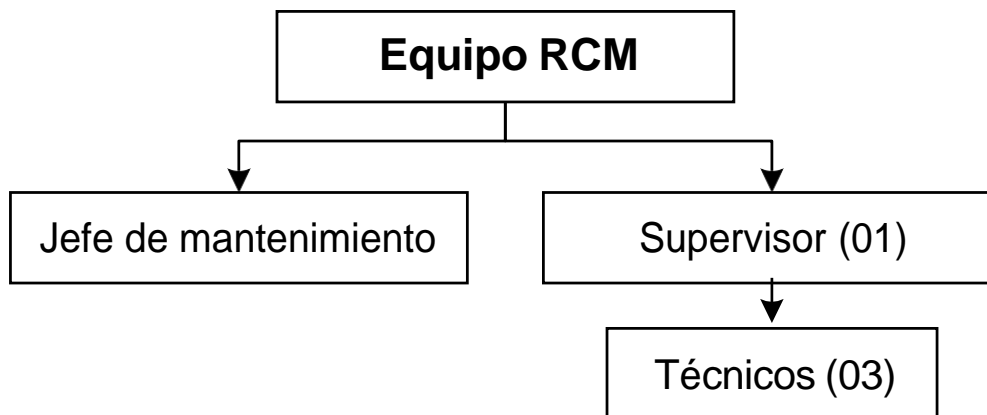 Equipo RCM
Jefe de mantenimiento
Supervisor (01)
Técnicos (03)